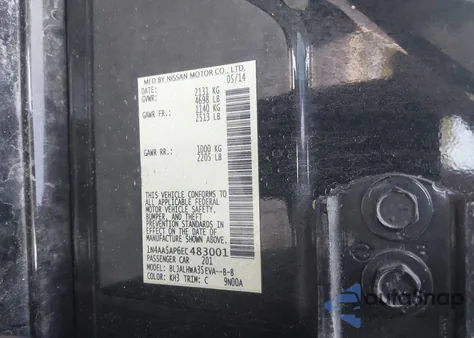 MFD BY NISSAN MOTOR CO., LTD.
DATE: 05/14
GVWR: 2131 KG
4698 LB
GAWR FR.: 1140 KG
2513 LB
GAWR RR.: 1000 KG
2205 LB
THIS VEHICLE CONFORMS TO
ALL APPLICABLE FEDERAL
MOTOR VEHICLE SAFETY,
BUMPER, AND THEFT
PREVENTION STANDARDS IN
EFFECT ON THE DATE OF
MANUFACTURE SHOWN ABOVE.
1N4AA5AP6EC483001
PASSENGER CAR 201
MODEL: BLJALHWA35EVA--B-B
COLOR: KH3 TRIM: C 9N00A
autoSnap